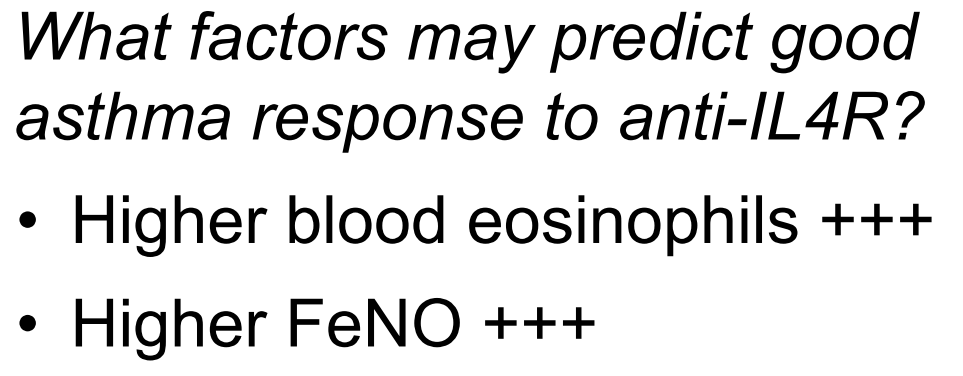 What factors may predict good
asthma response to anti-IL4R?
• Higher blood eosinophils +++
• Higher FeNO +++